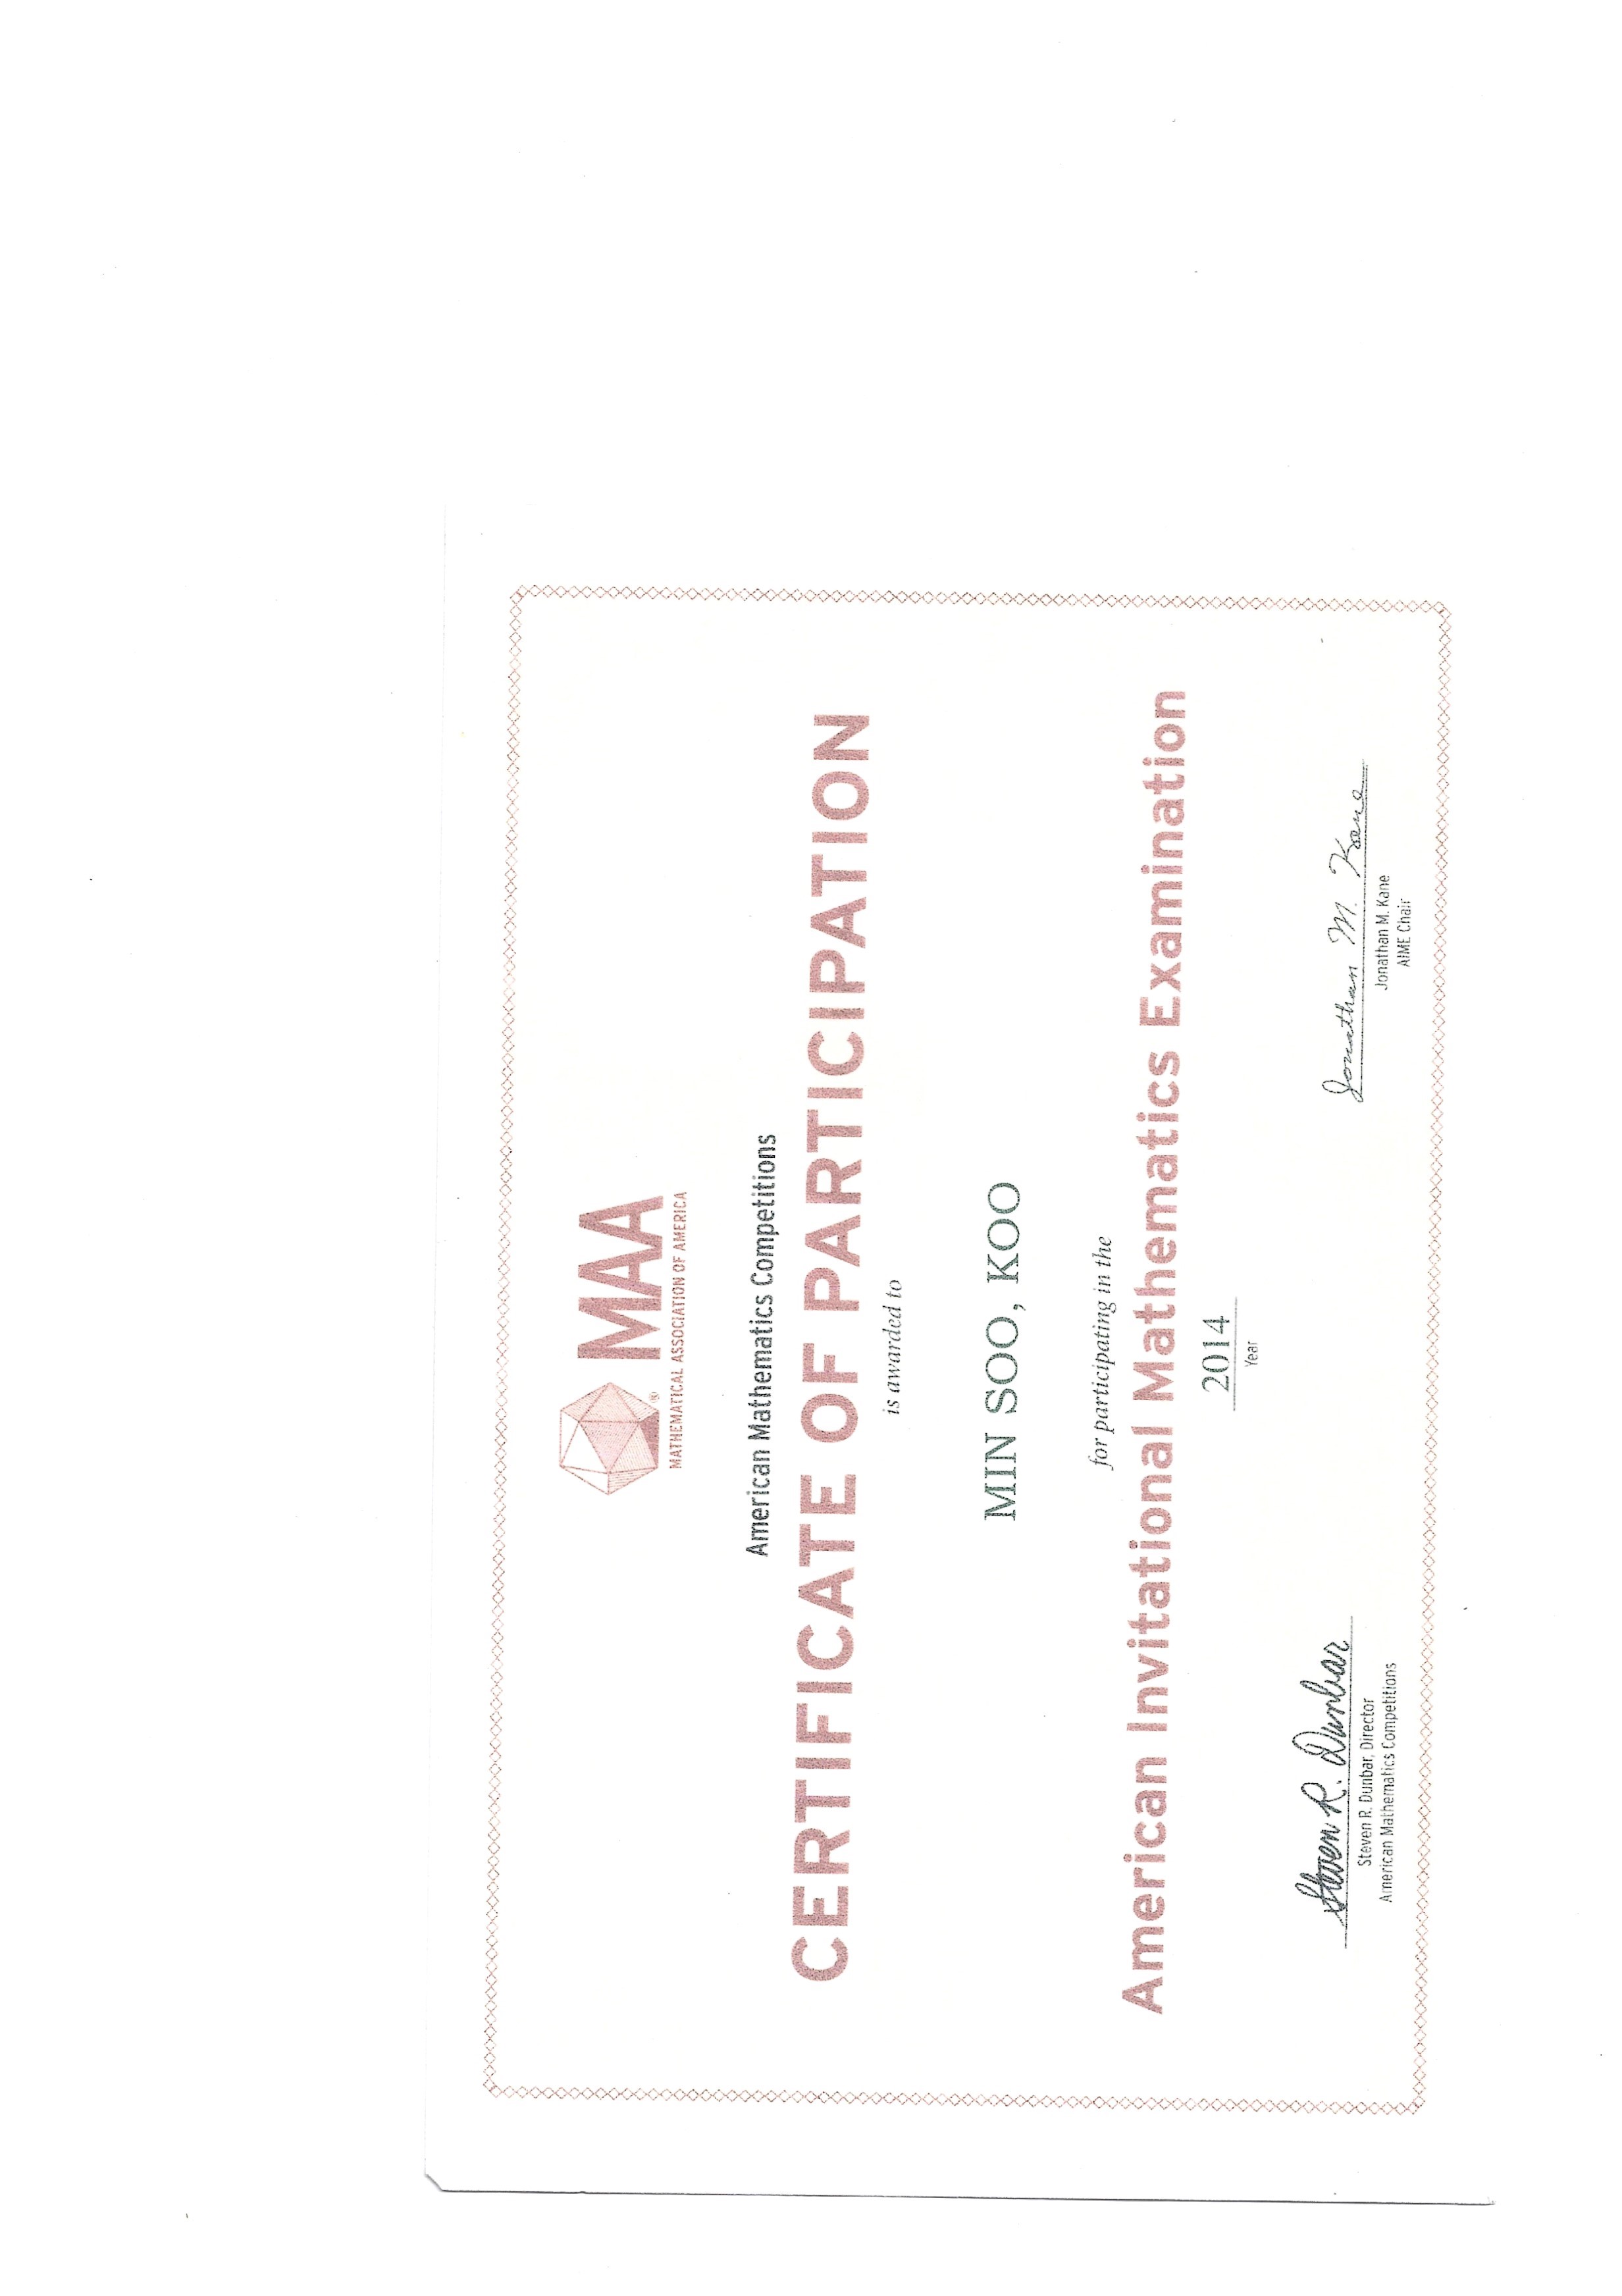 MAA
®
MATHEMATICAL ASSOCIATION OF AMERICA
American Mathematics Competitions
CERTIFICATE OF PARTICIPATION
is awarded to
MIN SOO, KOO
for participating in the
American Invitational Mathematics Examination
2014
Year
Steven R. Dunbar
Steven R. Dunbar, Director
American Mathematics Competitions
Jonathan M. Kane
Jonathan M. Kane
AIME Chair